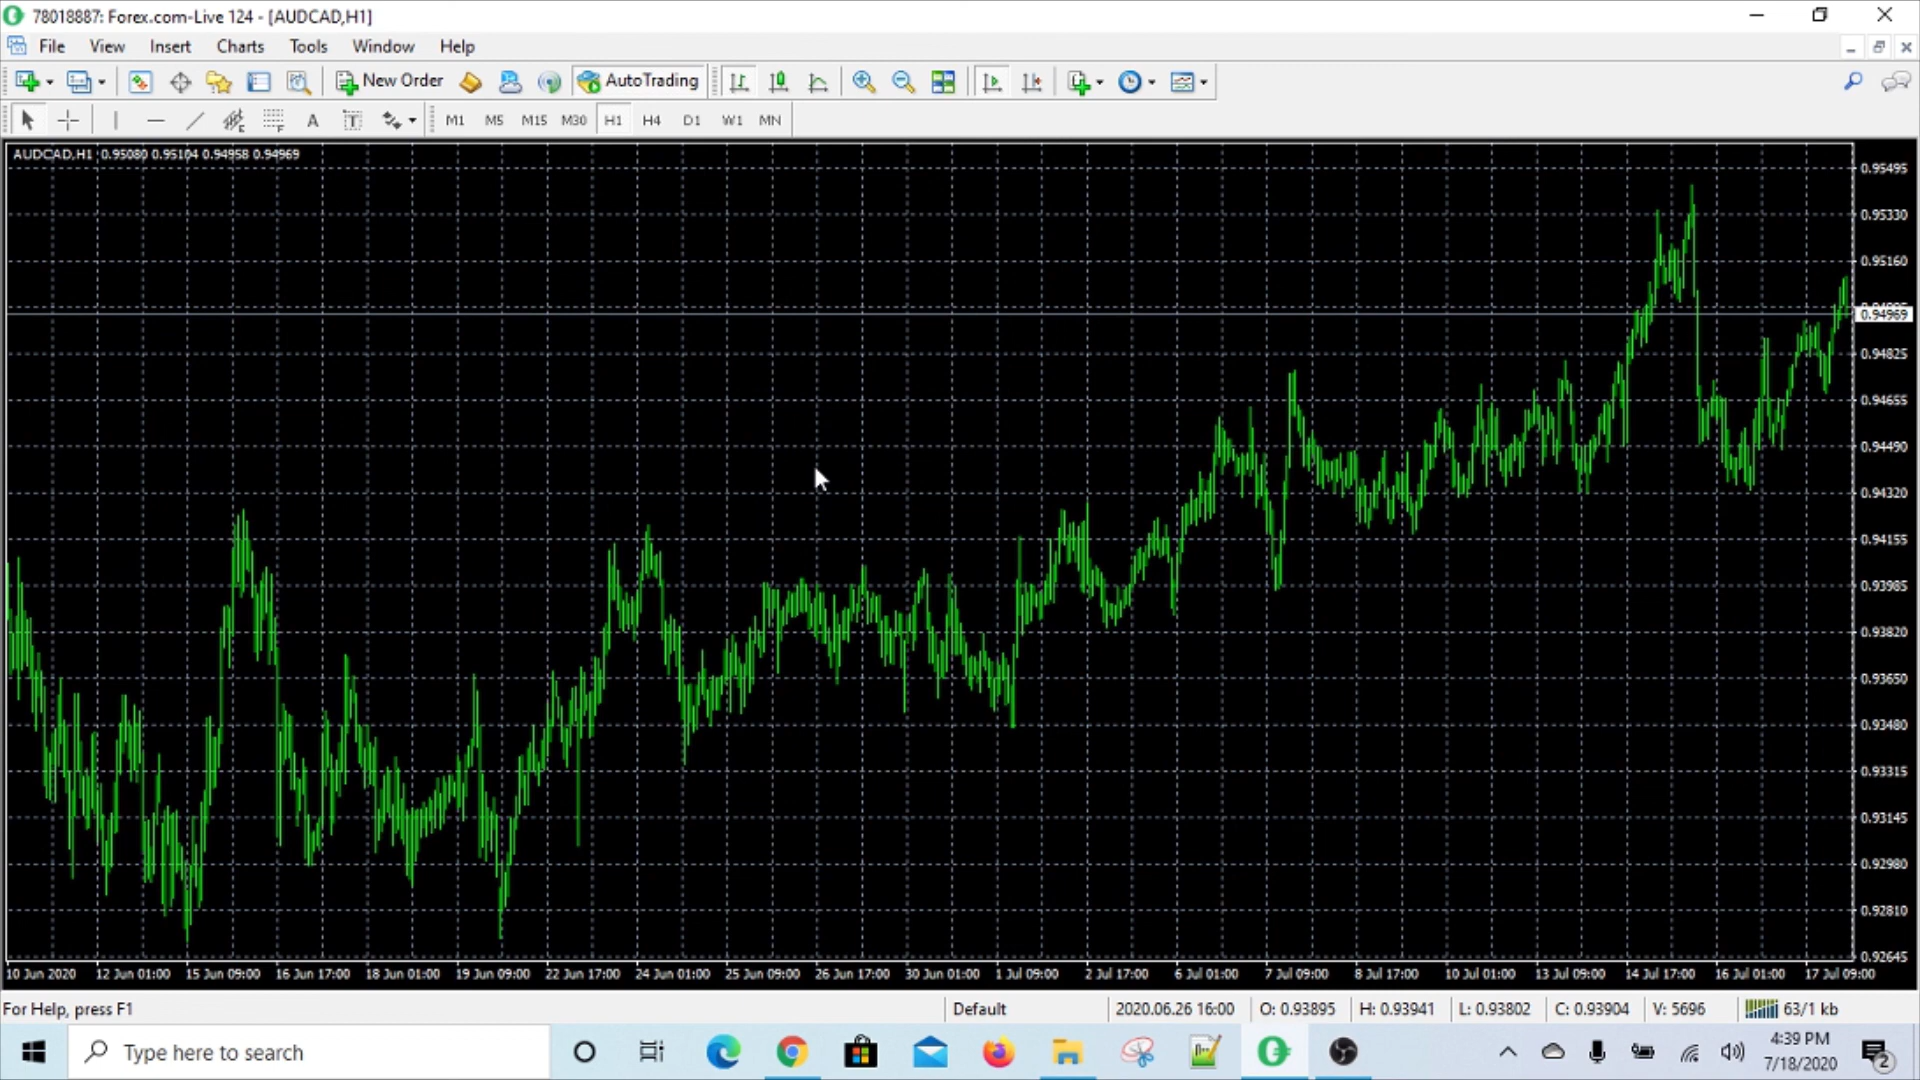 78018887: Forex.com-Live 124 - [AUDCAD,H1]
File View Insert Charts Tools Window Help
New Order AutoTrading
A T M1 M5 M15 M30 H1 H4 D1 W1 MN
AUDCAD,H1 0.95080 0.95104 0.94958 0.94969
0.95495
0.95330
0.95160
0.94969
0.94825
0.94655
0.94490
0.94320
0.94155
0.93985
0.93820
0.93650
0.93480
0.93315
0.93145
0.92980
0.92810
0.92645
10 Jun 2020 12 Jun 01:00 15 Jun 09:00 16 Jun 17:00 18 Jun 01:00 19 Jun 09:00 22 Jun 17:00 24 Jun 01:00 25 Jun 09:00 26 Jun 17:00 30 Jun 01:00 1 Jul 09:00 2 Jul 17:00 6 Jul 01:00 7 Jul 09:00 8 Jul 17:00 10 Jul 01:00 13 Jul 09:00 14 Jul 17:00 16 Jul 01:00 17 Jul 09:00
For Help, press F1 Default 2020.06.26 16:00 O: 0.93895 H: 0.93941 L: 0.93802 C: 0.93904 V: 5696 63/1 kb
Type here to search
4:39 PM
7/18/2020
2